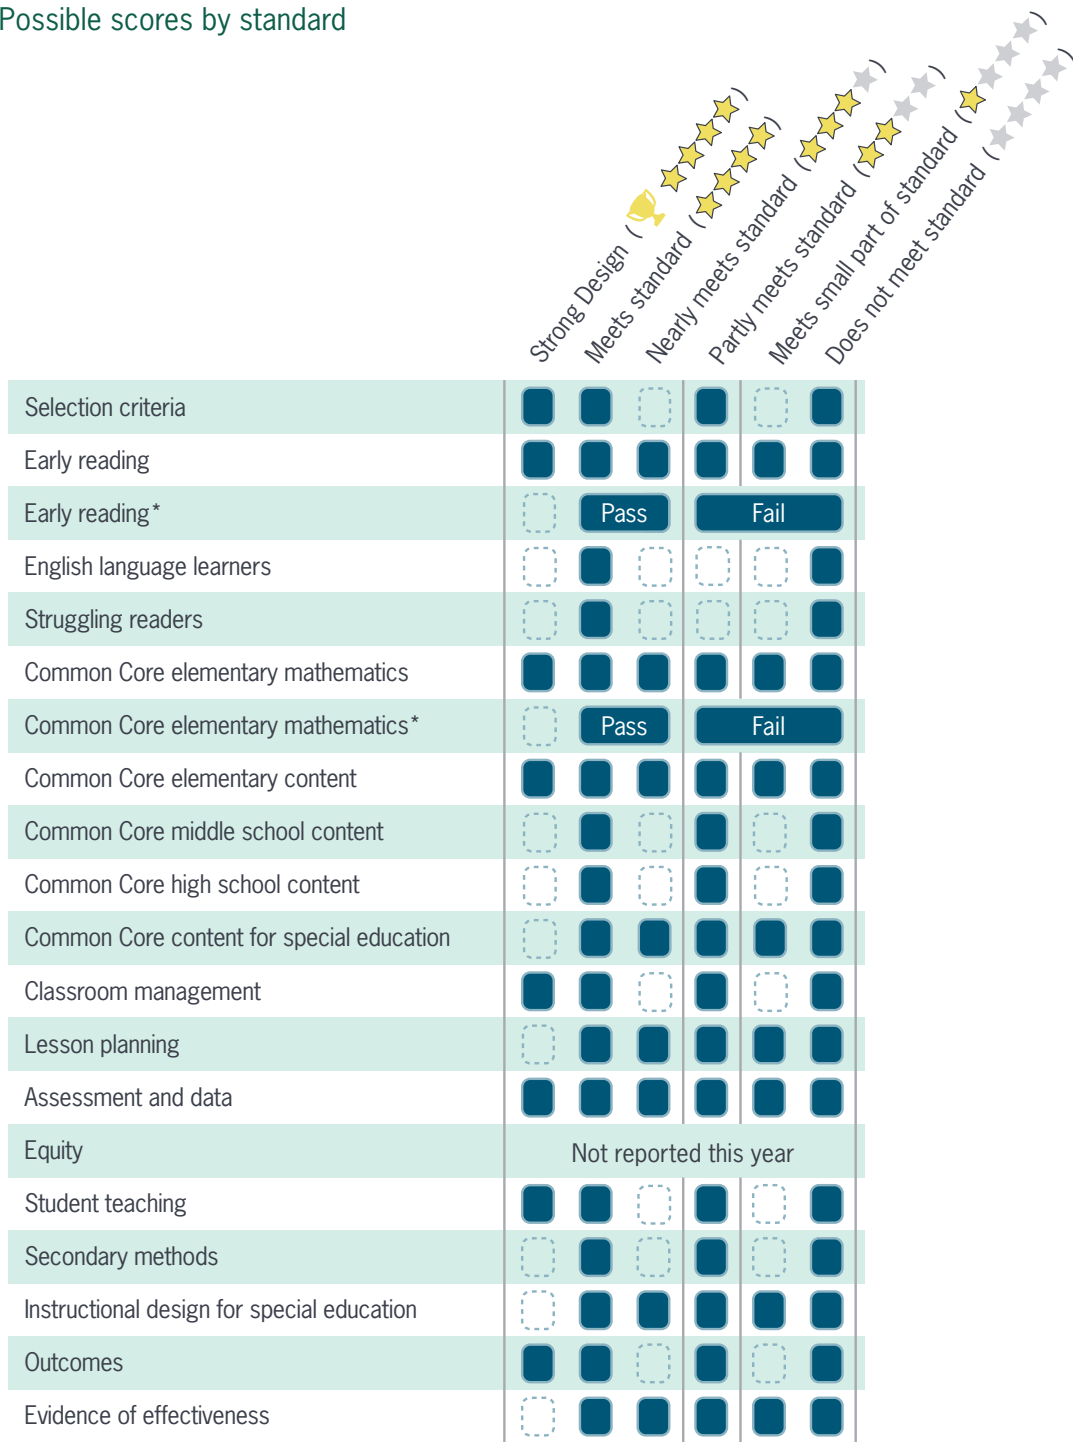 Possible scores by standard
Strong Design ( )
Meets standard ( )
Nearly meets standard ( )
Partly meets standard ( )
Meets small part of standard ( )
Does not meet standard ( )
Selection criteria
Early reading
Early reading* Pass Fail
English language learners
Struggling readers
Common Core elementary mathematics
Common Core elementary mathematics* Pass Fail
Common Core elementary content
Common Core middle school content
Common Core high school content
Common Core content for special education
Classroom management
Lesson planning
Assessment and data
Equity Not reported this year
Student teaching
Secondary methods
Instructional design for special education
Outcomes
Evidence of effectiveness